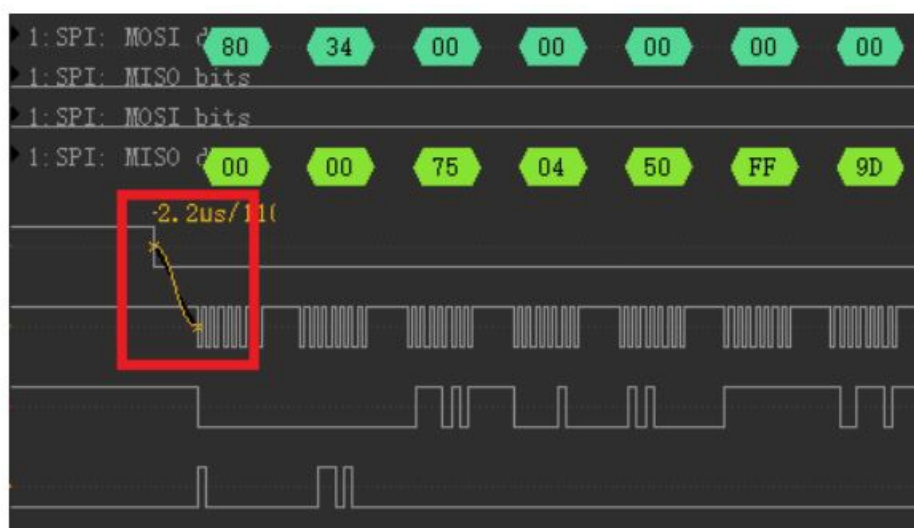 1:SPI: MOSI d 80 34 00 00 00 00 00
1:SPI: MISO bits
1:SPI: MOSI bits
1:SPI: MISO d 00 00 75 04 50 FF 9D
-2.2us/11(